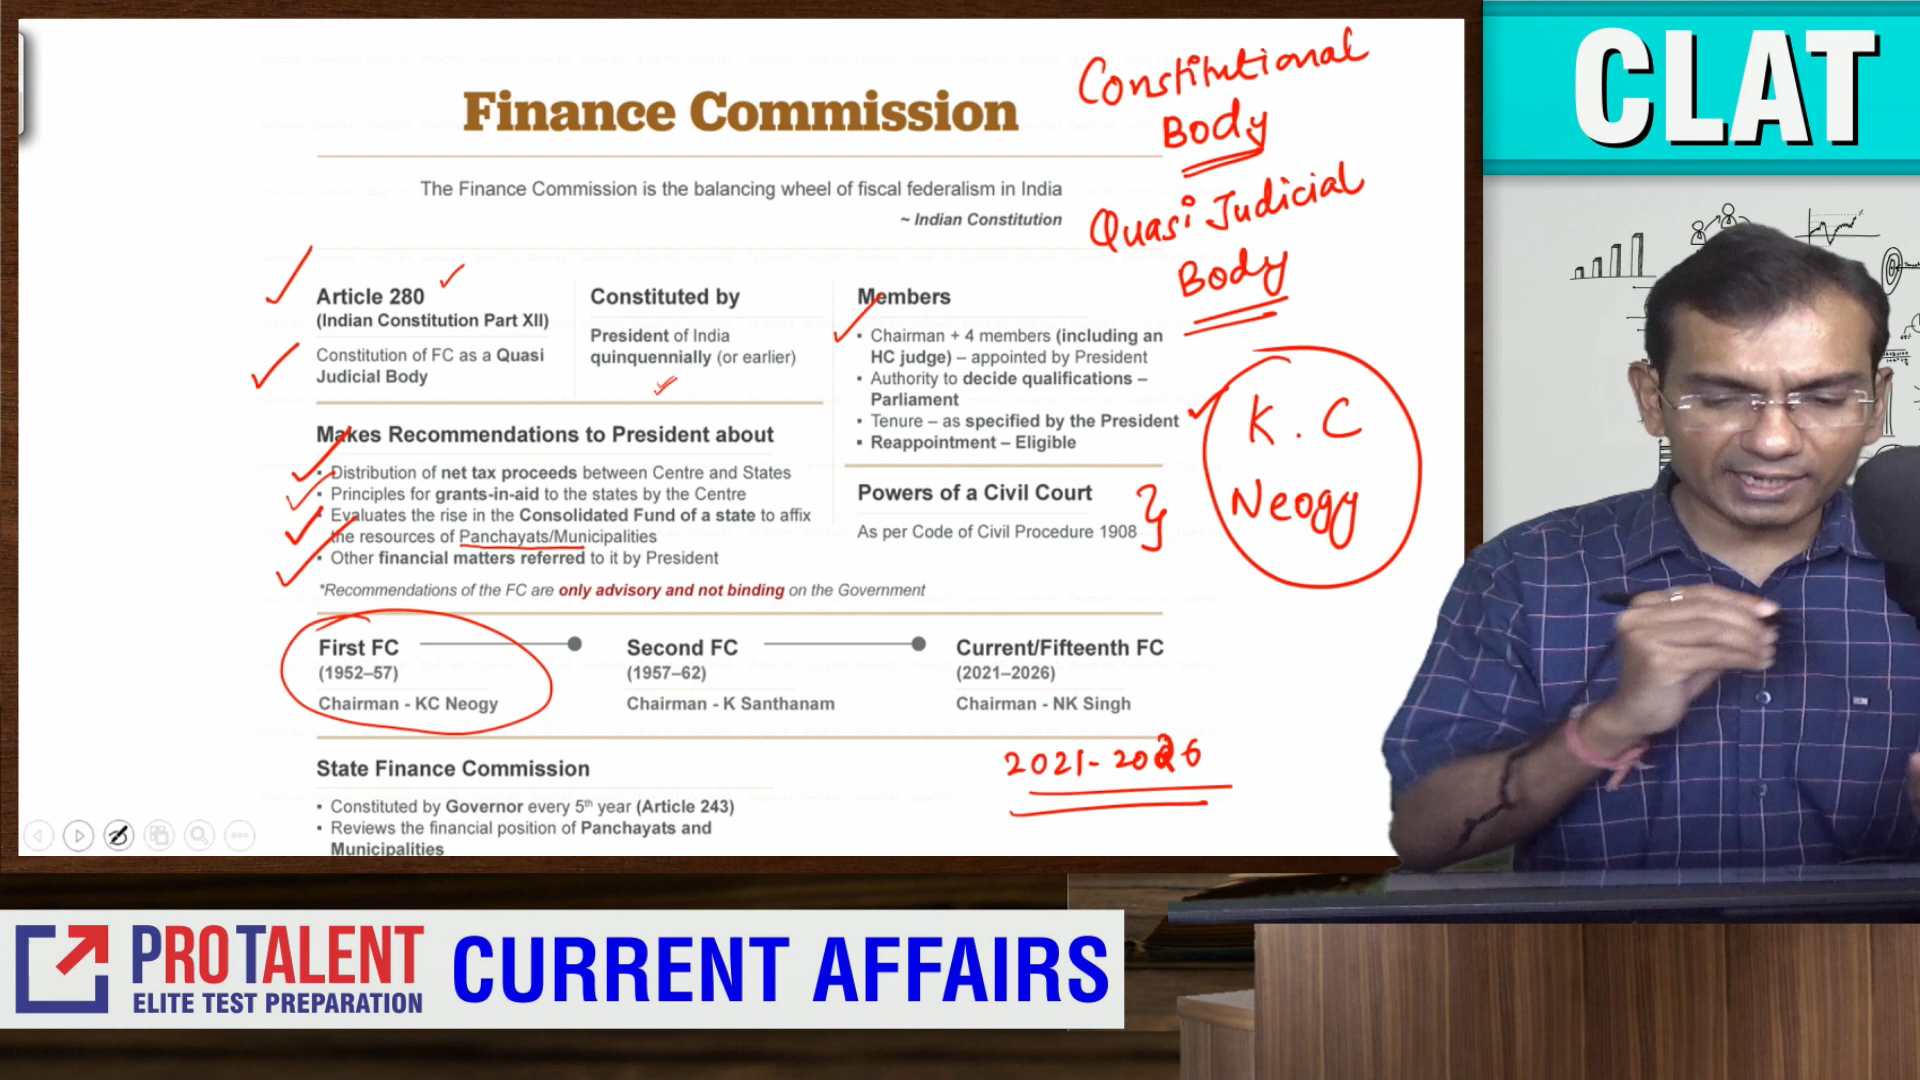 Finance Commission
The Finance Commission is the balancing wheel of fiscal federalism in India
~ Indian Constitution
Constitutional
Body
Quasi Judicial
Body
Article 280
(Indian Constitution Part XII)
Constitution of FC as a Quasi
Judicial Body
Constituted by
President of India
quinquennially (or earlier)
Members
• Chairman + 4 members (including an
HC judge) – appointed by President
• Authority to decide qualifications –
Parliament
• Tenure – as specified by the President
• Reappointment – Eligible
K. C
Neogy
Makes Recommendations to President about
• Distribution of net tax proceeds between Centre and States
• Principles for grants-in-aid to the states by the Centre
• Evaluates the rise in the Consolidated Fund of a state to affix
the resources of Panchayats/Municipalities
• Other financial matters referred to it by President
*Recommendations of the FC are only advisory and not binding on the Government
Powers of a Civil Court
As per Code of Civil Procedure 1908
First FC
(1952–57)
Chairman - KC Neogy
Second FC
(1957–62)
Chairman - K Santhanam
Current/Fifteenth FC
(2021–2026)
Chairman - NK Singh
2021-2026
State Finance Commission
• Constituted by Governor every 5th year (Article 243)
• Reviews the financial position of Panchayats and
Municipalities
CLAT
PROTALENT
ELITE TEST PREPARATION
CURRENT AFFAIRS